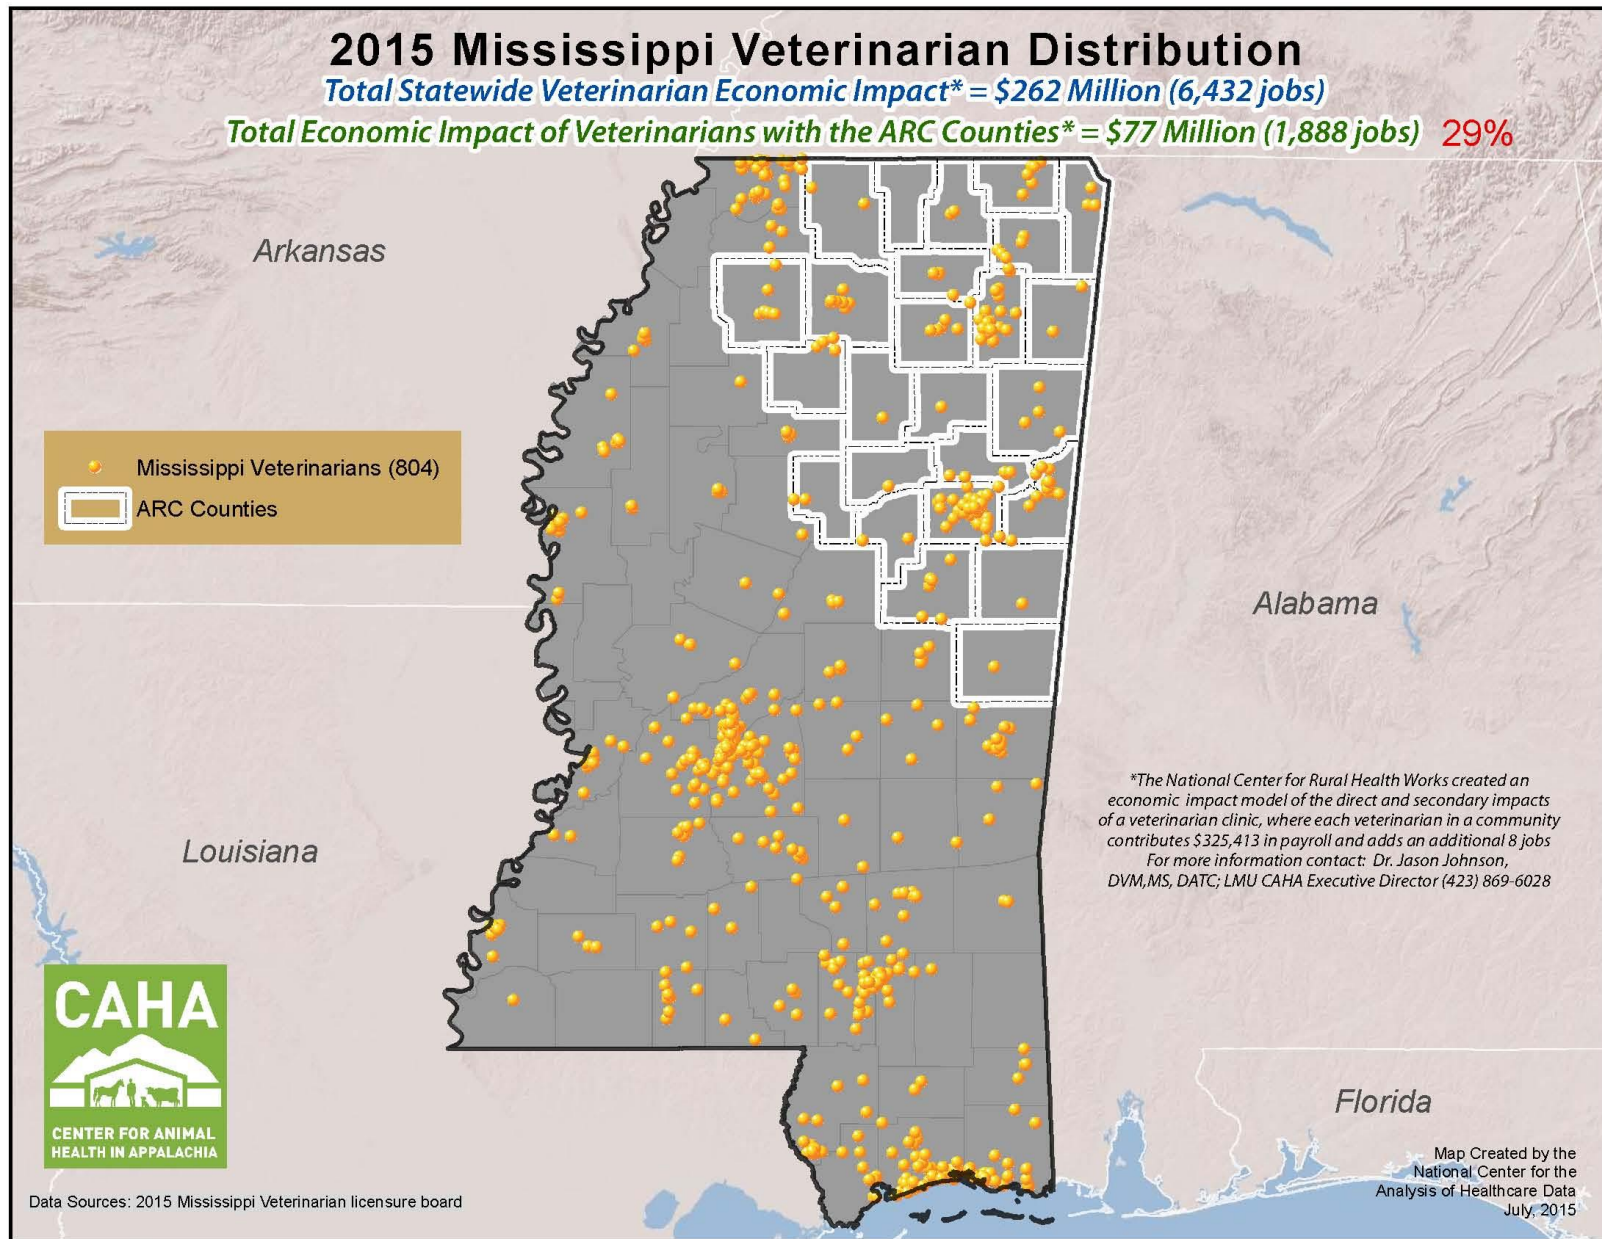 2015 Mississippi Veterinarian Distribution
Total Statewide Veterinarian Economic Impact* = $262 Million (6,432 jobs)
Total Economic Impact of Veterinarians with the ARC Counties* = $77 Million (1,888 jobs) 29%
Arkansas
Mississippi Veterinarians (804)
ARC Counties
Alabama
Louisiana
*The National Center for Rural Health Works created an
economic impact model of the direct and secondary impacts
of a veterinarian clinic, where each veterinarian in a community
contributes $325,413 in payroll and adds an additional 8 jobs
For more information contact: Dr. Jason Johnson,
DVM,MS, DATC; LMU CAHA Executive Director (423) 869-6028
CAHA
CENTER FOR ANIMAL
HEALTH IN APPALACHIA
Florida
Data Sources: 2015 Mississippi Veterinarian licensure board
Map Created by the
National Center for the
Analysis of Healthcare Data
July, 2015